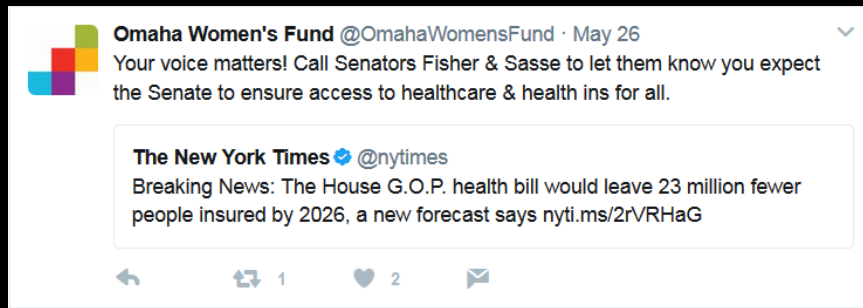 Omaha Women's Fund @OmahaWomensFund · May 26
Your voice matters! Call Senators Fisher & Sasse to let them know you expect
the Senate to ensure access to healthcare & health ins for all.
The New York Times @nytimes
Breaking News: The House G.O.P. health bill would leave 23 million fewer
people insured by 2026, a new forecast says nyti.ms/2rVRHaG
1 2